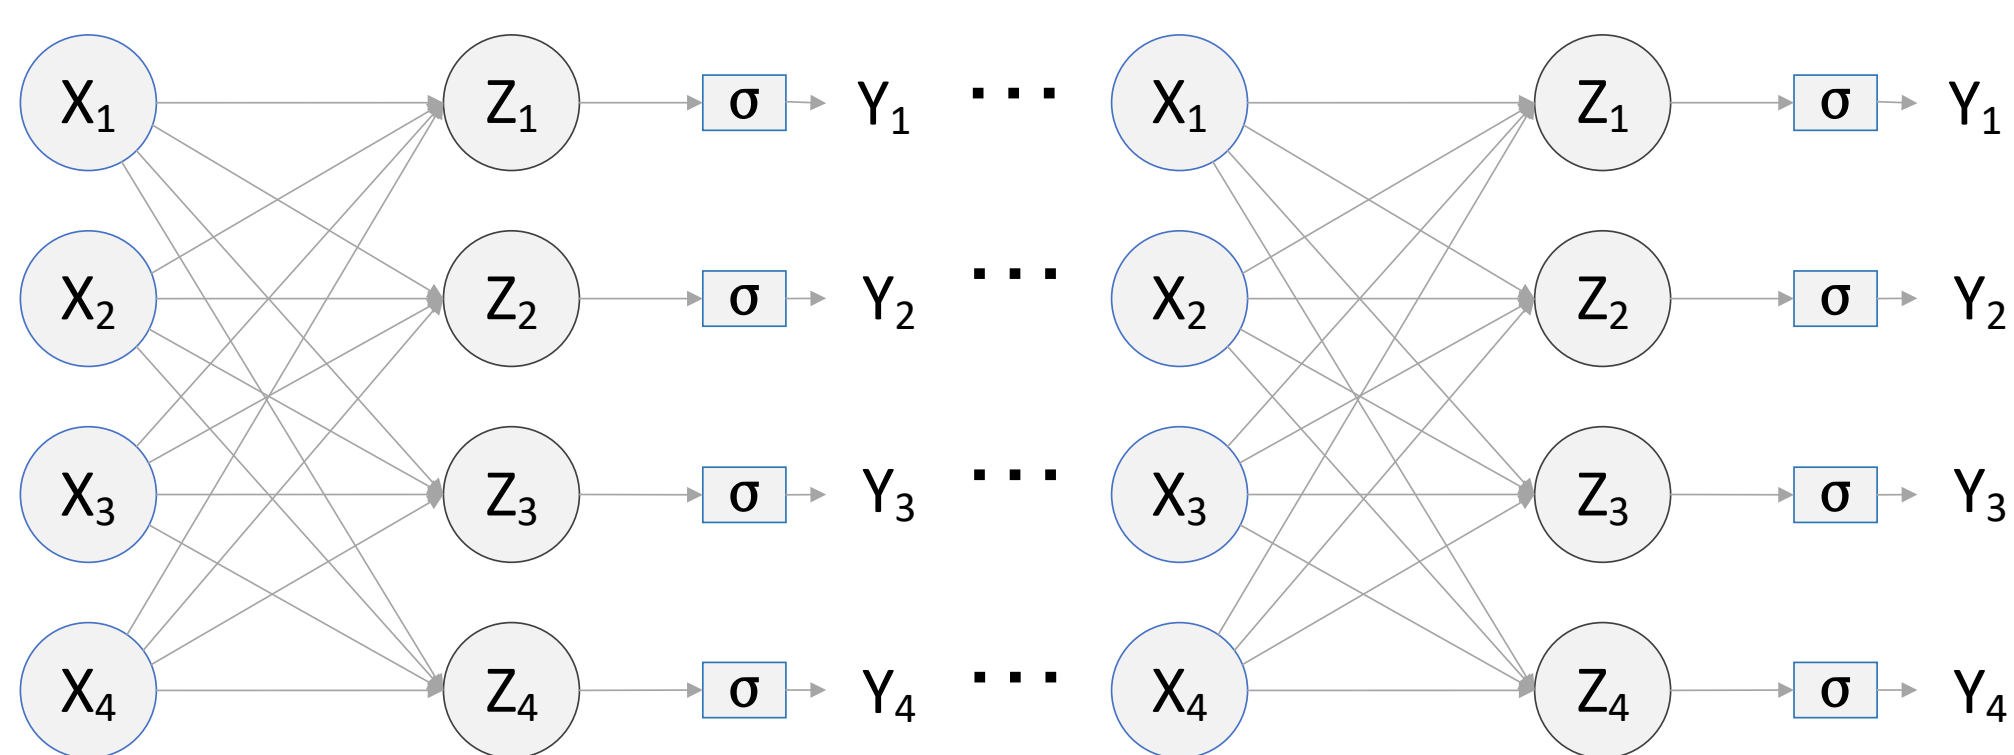 X₁ Z₁ σ Y₁ ... X₁ Z₁ σ Y₁
X₂ Z₂ σ Y₂ ... X₂ Z₂ σ Y₂
X₃ Z₃ σ Y₃ ... X₃ Z₃ σ Y₃
X₄ Z₄ σ Y₄ ... X₄ Z₄ σ Y₄